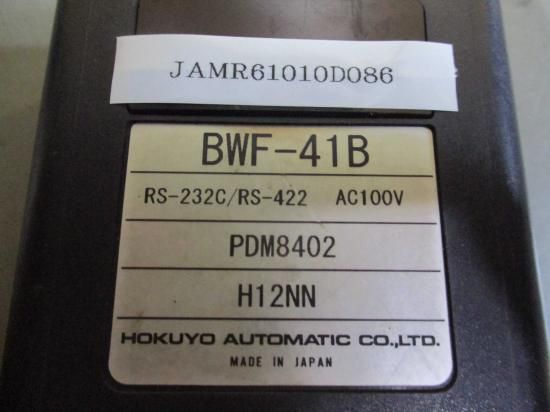 JAMR61010D086
BWF-41B
RS-232C/RS-422 AC100V
PDM8402
H12NN
HOKUYO AUTOMATIC CO.,LTD.
MADE IN JAPAN